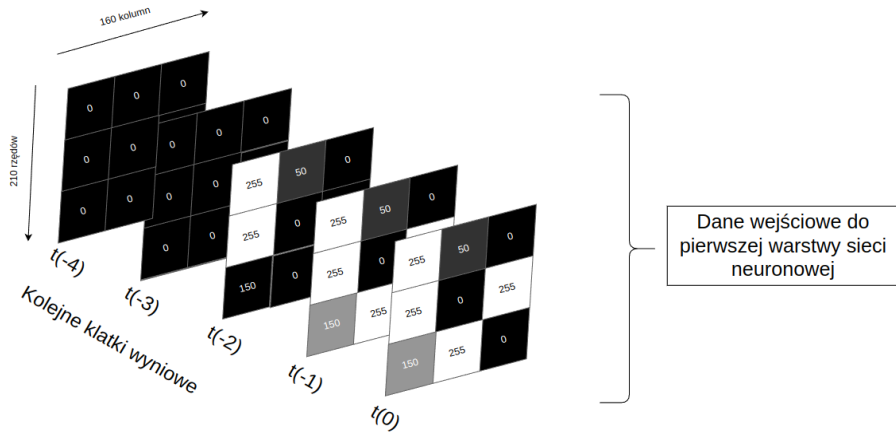 160 kolumn
210 rzędów
0 0 0
0 0
0 0
t(-4)
0 0 0
0 0
0 0
t(-3)
255 50 0
255 0
150 0
t(-2)
255 50 0
255 0
150 255
t(-1)
255 50 0
255 0 255
150 255 0
t(0)
Kolejne klatki wyniowe
Dane wejściowe do
pierwszej warstwy sieci
neuronowej